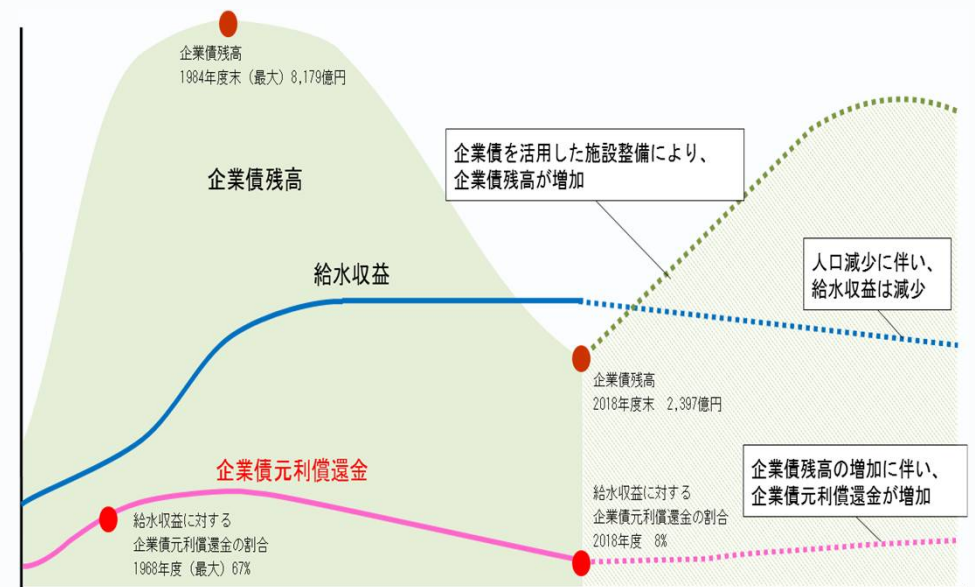 企業債残高
1984年度末（最大）8,179億円
企業債残高
企業債を活用した施設整備により、
企業債残高が増加
給水収益
人口減少に伴い、
給水収益は減少
企業債残高
2018年度末　2,397億円
企業債元利償還金
企業債残高の増加に伴い、
企業債元利償還金が増加
給水収益に対する
企業債元利償還金の割合
2018年度　8%
給水収益に対する
企業債元利償還金の割合
1968年度（最大）67%